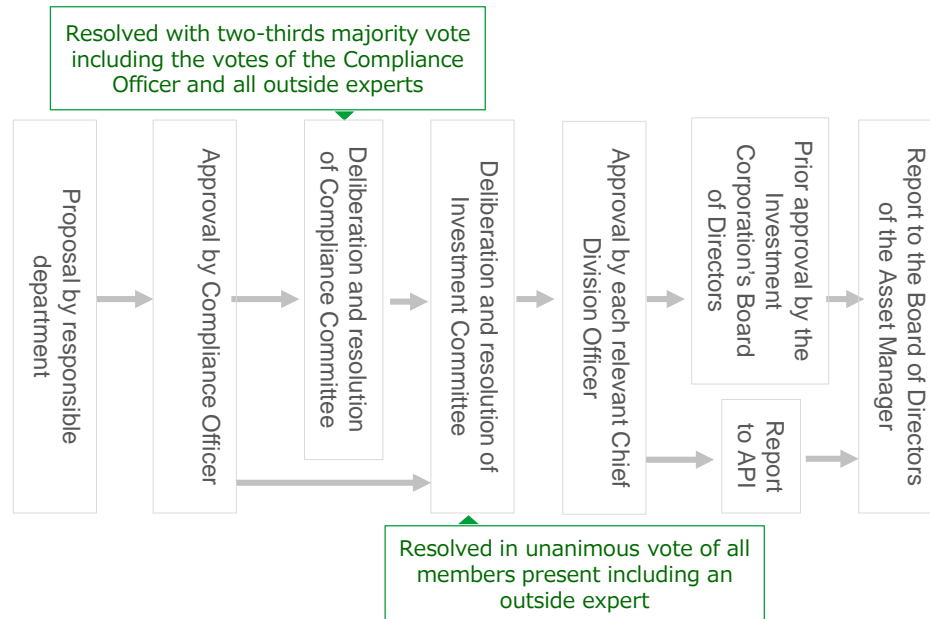 Resolved with two-thirds majority vote
including the votes of the Compliance
Officer and all outside experts
Proposal by responsible
department
Approval by Compliance Officer
Deliberation and resolution
of Compliance Committee
Deliberation and resolution of
Investment Committee
Approval by each relevant Chief
Division Officer
Prior approval by the
Investment
Corporation’s Board
of Directors
Report
to API
Report to the Board of Directors
of the Asset Manager
Resolved in unanimous vote of all
members present including an
outside expert